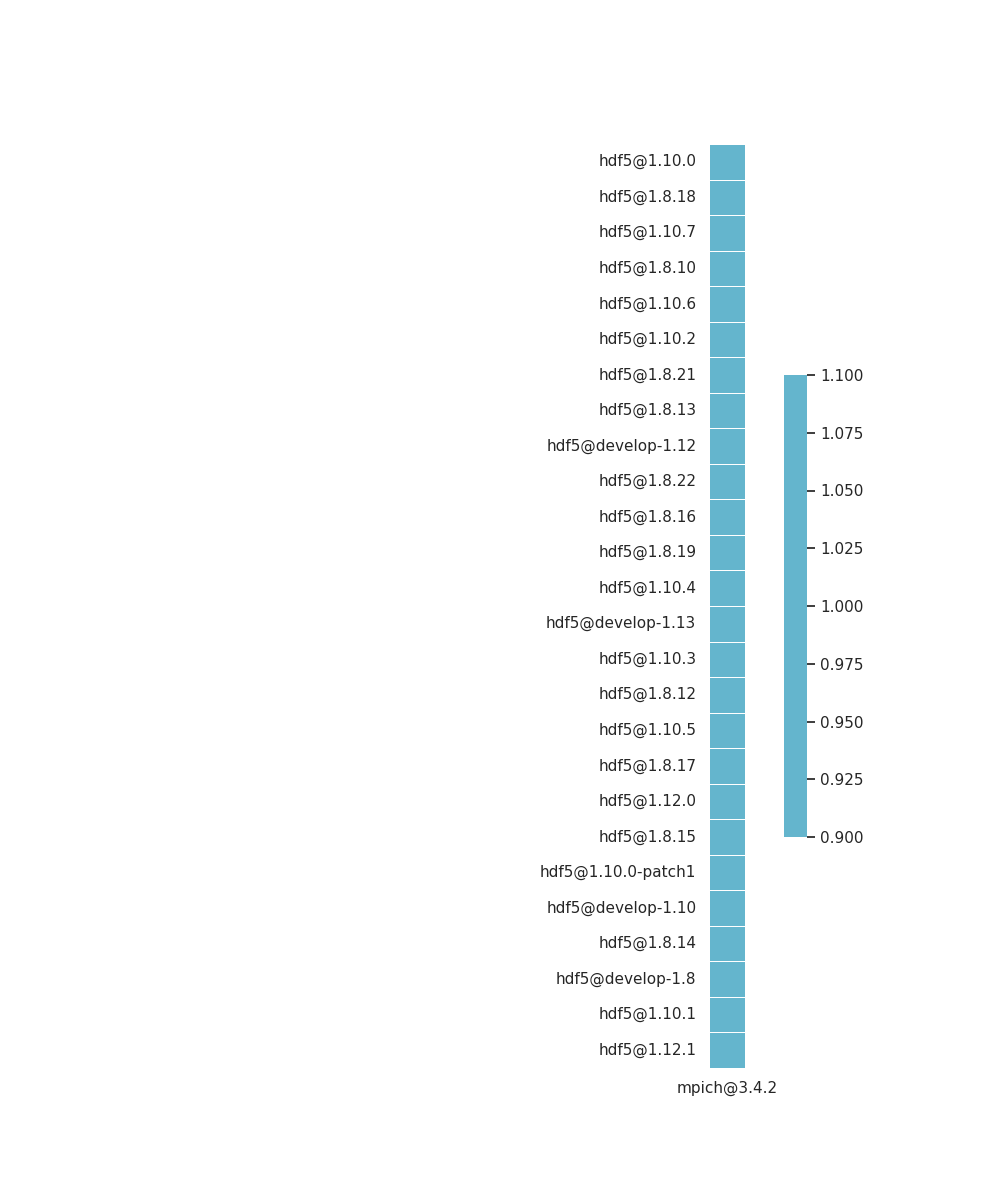 hdf5@1.10.0
hdf5@1.8.18
hdf5@1.10.7
hdf5@1.8.10
hdf5@1.10.6
hdf5@1.10.2
hdf5@1.8.21
hdf5@1.8.13
hdf5@develop-1.12
hdf5@1.8.22
hdf5@1.8.16
hdf5@1.8.19
hdf5@1.10.4
hdf5@develop-1.13
hdf5@1.10.3
hdf5@1.8.12
hdf5@1.10.5
hdf5@1.8.17
hdf5@1.12.0
hdf5@1.8.15
hdf5@1.10.0-patch1
hdf5@develop-1.10
hdf5@1.8.14
hdf5@develop-1.8
hdf5@1.10.1
hdf5@1.12.1
mpich@3.4.2
1.100
1.075
1.050
1.025
1.000
0.975
0.950
0.925
0.900